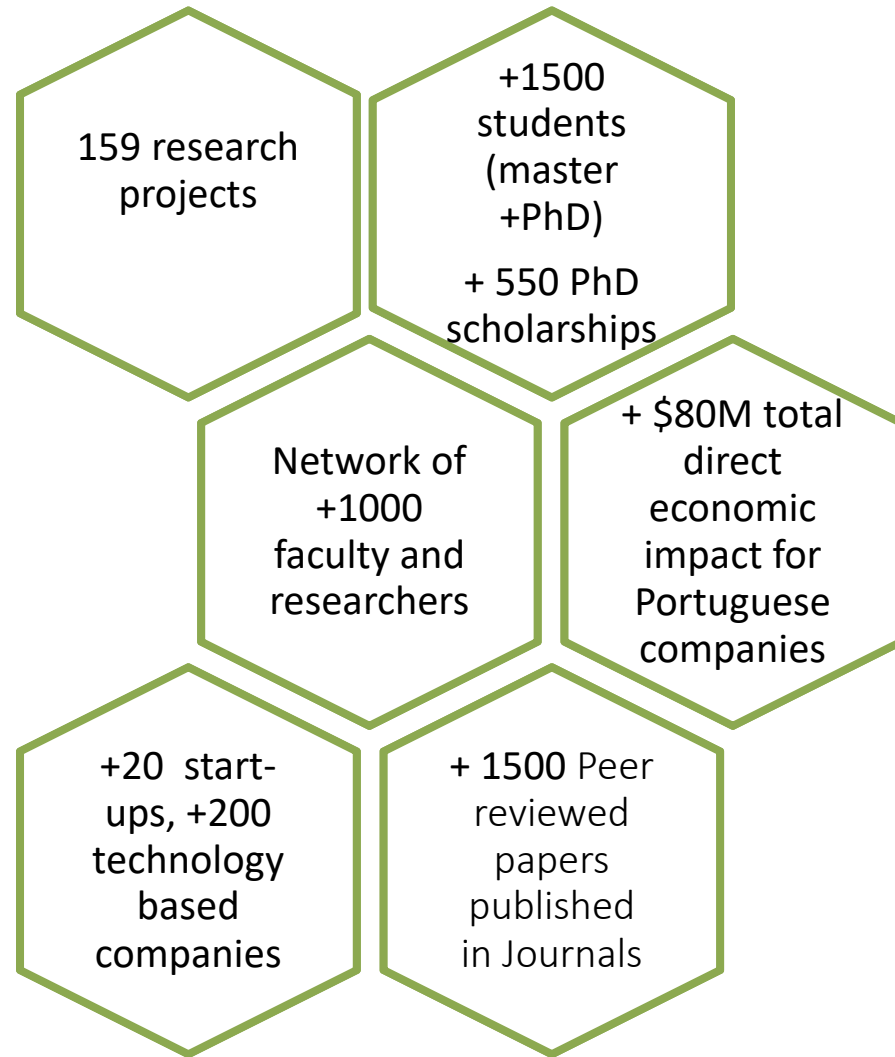 159 research
projects
+1500
students
(master
+PhD)
+ 550 PhD
scholarships
Network of
+1000
faculty and
researchers
+ $80M total
direct
economic
impact for
Portuguese
companies
+20  start-
ups, +200
technology
based
companies
+ 1500 Peer
reviewed
papers
published
in Journals